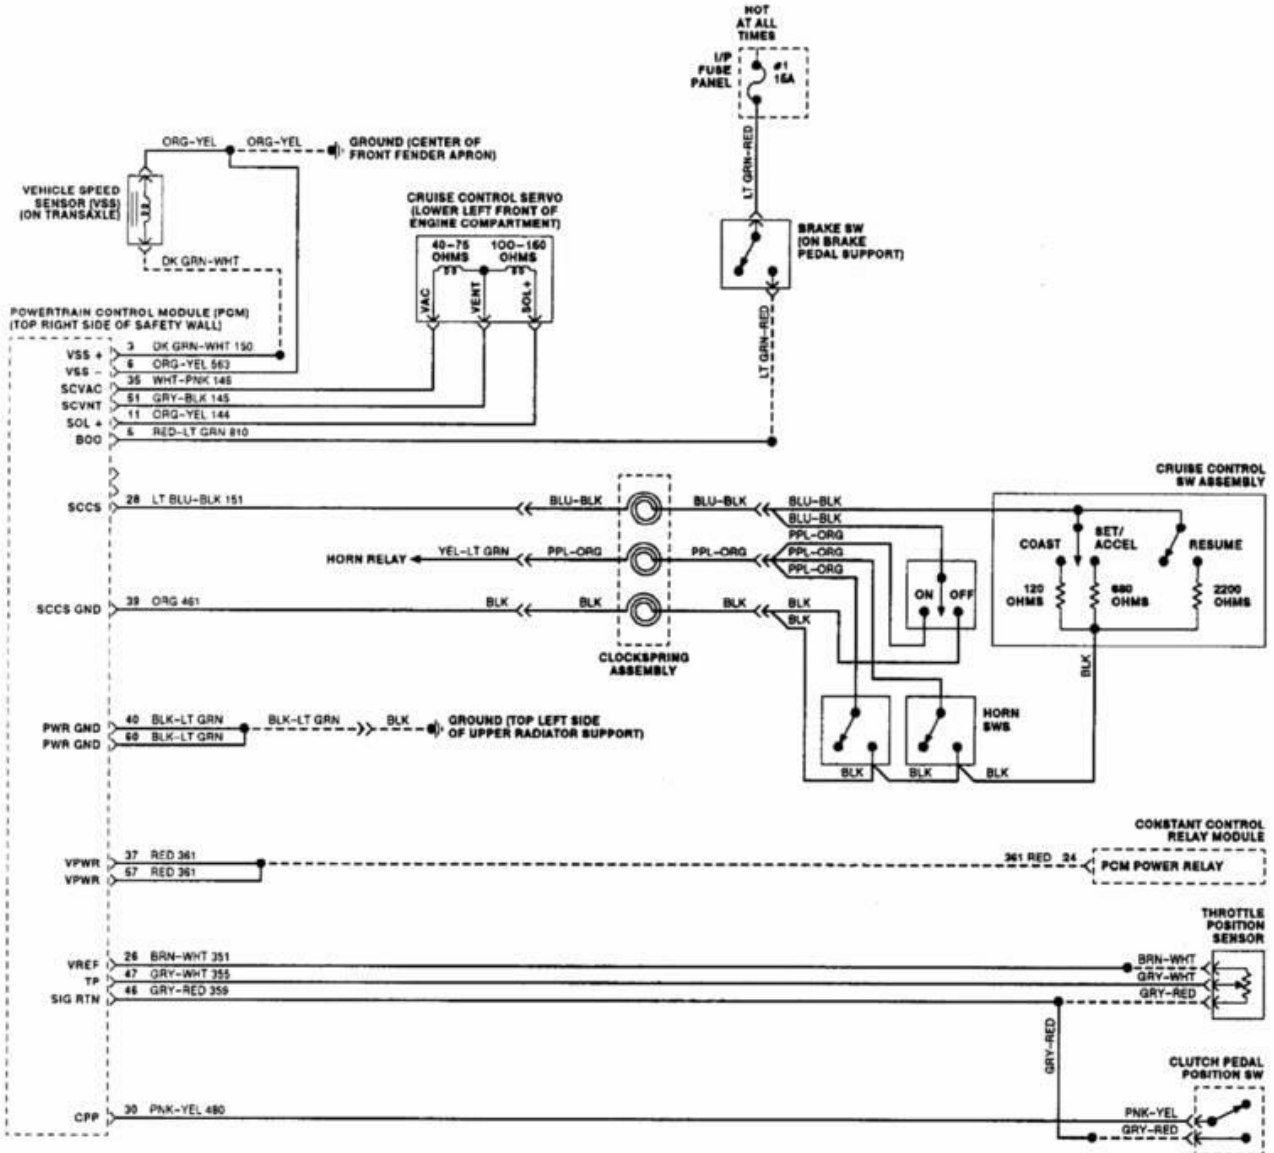 HOT
AT ALL
TIMES
I/P
FUSE
PANEL
#1
15A
LT GRN-RED
ORG-YEL
ORG-YEL
GROUND (CENTER OF
FRONT FENDER APRON)
VEHICLE SPEED
SENSOR (VSS)
(ON TRANSAXLE)
DK GRN-WHT
CRUISE CONTROL SERVO
(LOWER LEFT FRONT OF
ENGINE COMPARTMENT)
40-75
OHMS
100-150
OHMS
VAC
VENT
SOL+
BRAKE SW
(ON BRAKE
PEDAL SUPPORT)
LT GRN-RED
POWERTRAIN CONTROL MODULE (PCM)
(TOP RIGHT SIDE OF SAFETY WALL)
VSS + 3 DK GRN-WHT 150
VSS - 6 ORG-YEL 563
SCVAC 35 WHT-PNK 146
SCVNT 51 GRY-BLK 145
SOL + 11 ORG-YEL 144
BOO 5 RED-LT GRN 810
SCCS 28 LT BLU-BLK 151
BLU-BLK
BLU-BLK
BLU-BLK
BLU-BLK
HORN RELAY
YEL-LT GRN
PPL-ORG
PPL-ORG
PPL-ORG
PPL-ORG
PPL-ORG
SCCS GND 39 ORG 461
BLK
BLK
BLK
BLK
BLK
CLOCKSPRING
ASSEMBLY
ON
OFF
CRUISE CONTROL
SW ASSEMBLY
COAST
SET/
ACCEL
RESUME
120
OHMS
680
OHMS
2200
OHMS
BLK
HORN
SWS
BLK
BLK
BLK
PWR GND 40 BLK-LT GRN
PWR GND 60 BLK-LT GRN
BLK-LT GRN
BLK
GROUND (TOP LEFT SIDE
OF UPPER RADIATOR SUPPORT)
CONSTANT CONTROL
RELAY MODULE
VPWR 37 RED 361
VPWR 57 RED 361
361 RED 24
PCM POWER RELAY
THROTTLE
POSITION
SENSOR
VREF 26 BRN-WHT 351
TP 47 GRY-WHT 355
SIG RTN 46 GRY-RED 359
BRN-WHT
GRY-WHT
GRY-RED
GRY-RED
CLUTCH PEDAL
POSITION SW
CPP 30 PNK-YEL 480
PNK-YEL
GRY-RED